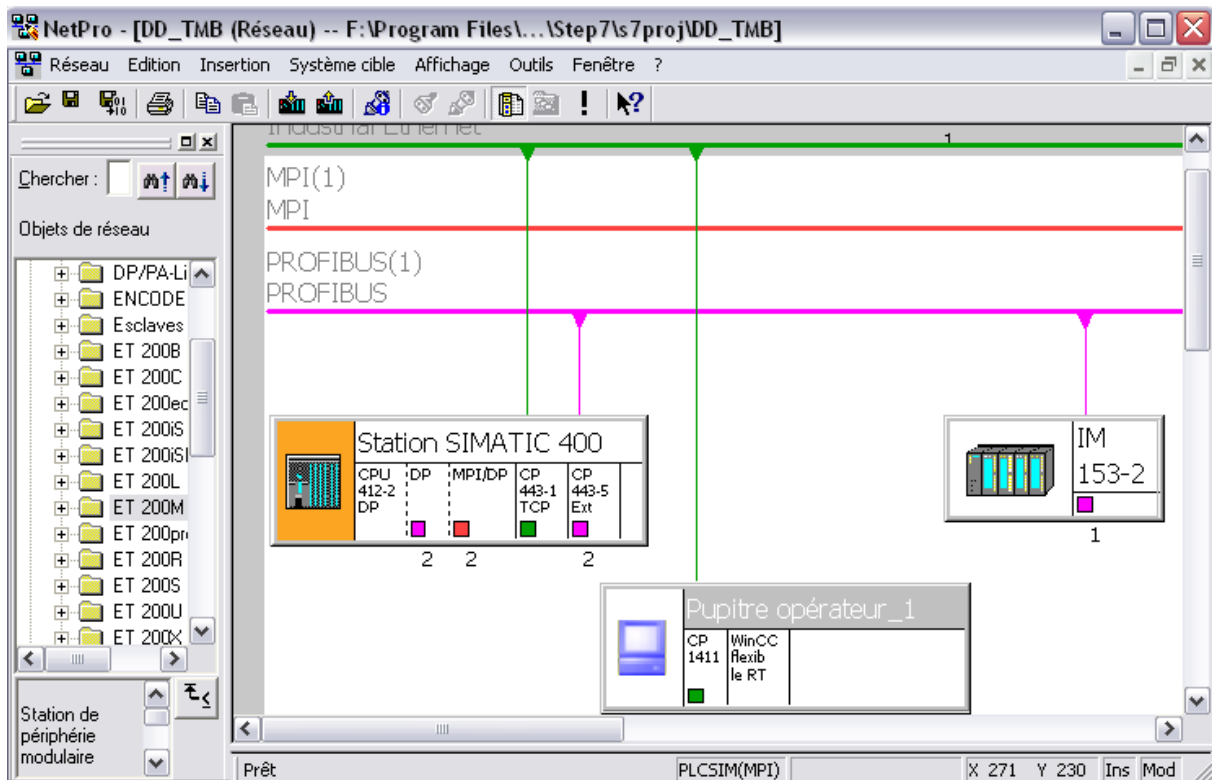 NetPro - [DD_TMB (Réseau) -- F:\Program Files\...\Step7\s7proj\DD_TMB]
Réseau Edition Insertion Système cible Affichage Outils Fenêtre ?
Chercher :
Objets de réseau
DP/PA-Li
ENCODE
Esclaves
ET 200B
ET 200C
ET 200ec
ET 200iS
ET 200iSI
ET 200L
ET 200M
ET 200pr
ET 200R
ET 200S
ET 200U
ET 200X
Station de
périphérie
modulaire
Industrial Ethernet
1
MPI(1)
MPI
PROFIBUS(1)
PROFIBUS
Station SIMATIC 400
CPU 412-2 DP
DP
MPI/DP
CP 443-1 TCP
CP 443-5 Ext
2 2 2
IM
153-2
1
Pupitre opérateur_1
CP 1411
WinCC flexib le RT
Prêt PLCSIM(MPI) X 271 Y 230 Ins Mod